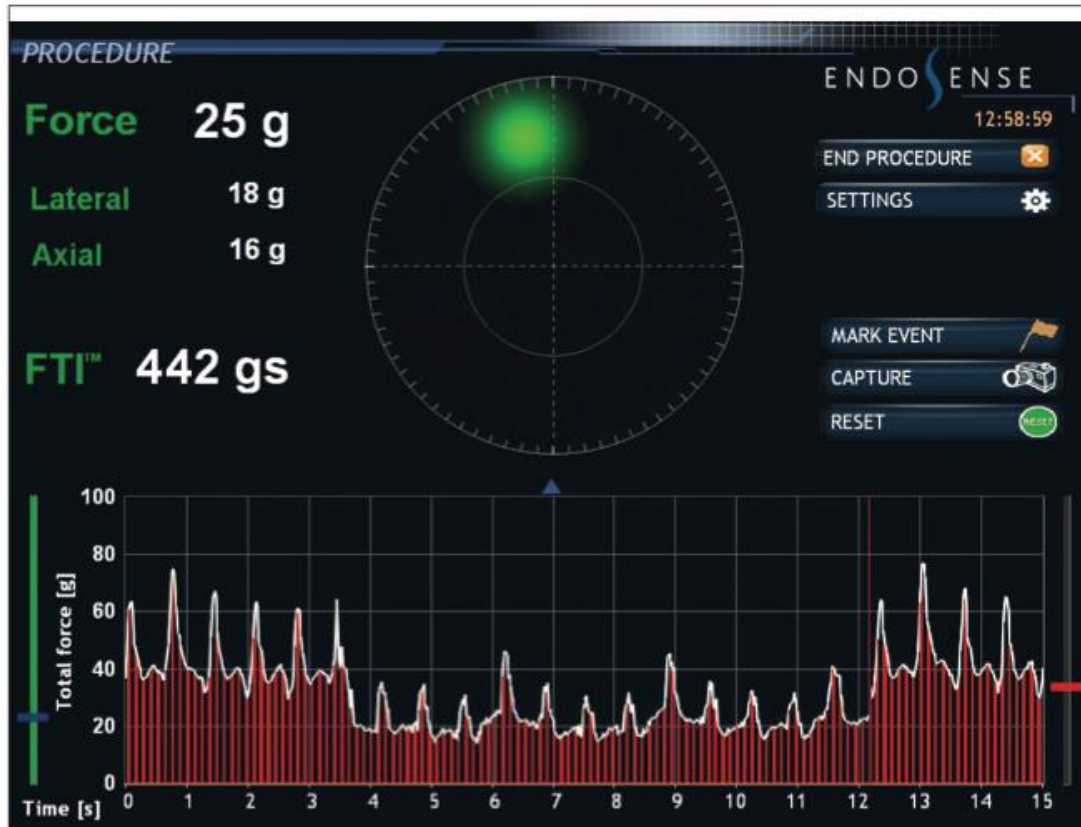 PROCEDURE
ENDOSENSE
12:58:59
Force 25 g
END PROCEDURE
Lateral 18 g
SETTINGS
Axial 16 g
MARK EVENT
FTI™ 442 gs
CAPTURE
RESET
RESET
Total force [g]
100
80
60
40
20
0
0 1 2 3 4 5 6 7 8 9 10 11 12 13 14 15
Time [s]